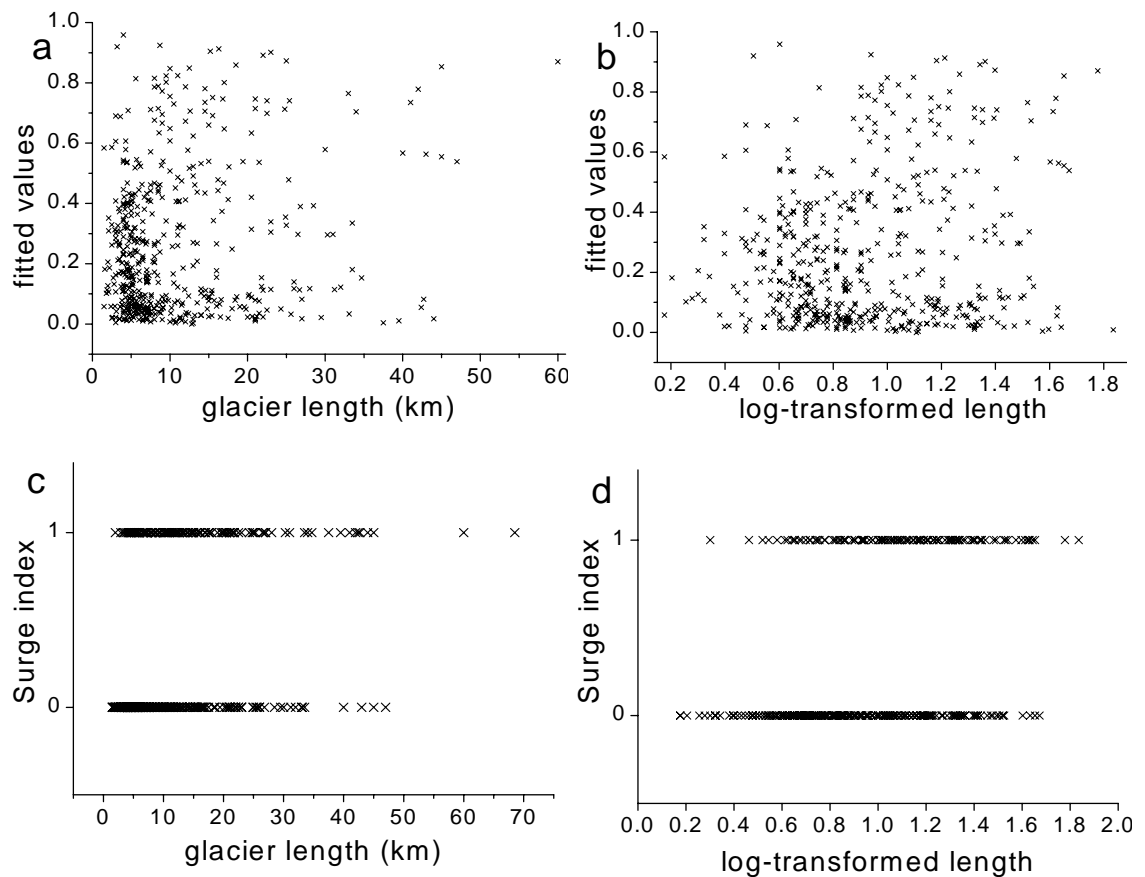 a
1.0
0.8
0.6
0.4
0.2
0.0
fitted values
0 10 20 30 40 50 60
glacier length (km)
b
1.0
0.8
0.6
0.4
0.2
0.0
fitted values
0.2 0.4 0.6 0.8 1.0 1.2 1.4 1.6 1.8
log-transformed length
c
1
0
Surge index
0 10 20 30 40 50 60 70
glacier length (km)
d
1
0
Surge index
0.0 0.2 0.4 0.6 0.8 1.0 1.2 1.4 1.6 1.8 2.0
log-transformed length